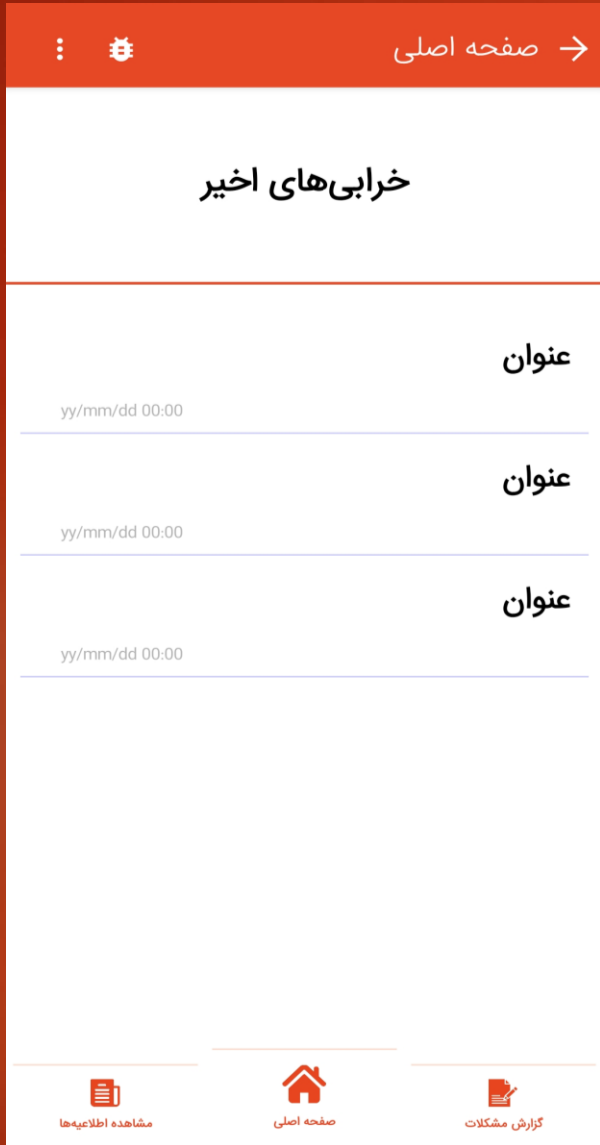 صفحه اصلی
خرابی‌های اخیر
عنوان
yy/mm/dd 00:00
عنوان
yy/mm/dd 00:00
عنوان
yy/mm/dd 00:00
گزارش مشکلات
صفحه اصلی
مشاهده اطلاعیه‌ها